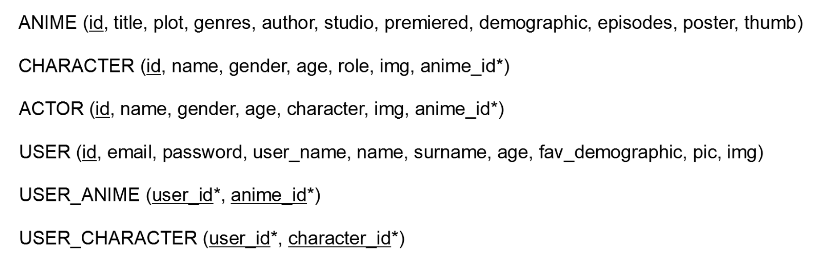 ANIME (id, title, plot, genres, author, studio, premiered, demographic, episodes, poster, thumb)
CHARACTER (id, name, gender, age, role, img, anime_id*)
ACTOR (id, name, gender, age, character, img, anime_id*)
USER (id, email, password, user_name, name, surname, age, fav_demographic, pic, img)
USER_ANIME (user_id*, anime_id*)
USER_CHARACTER (user_id*, character_id*)